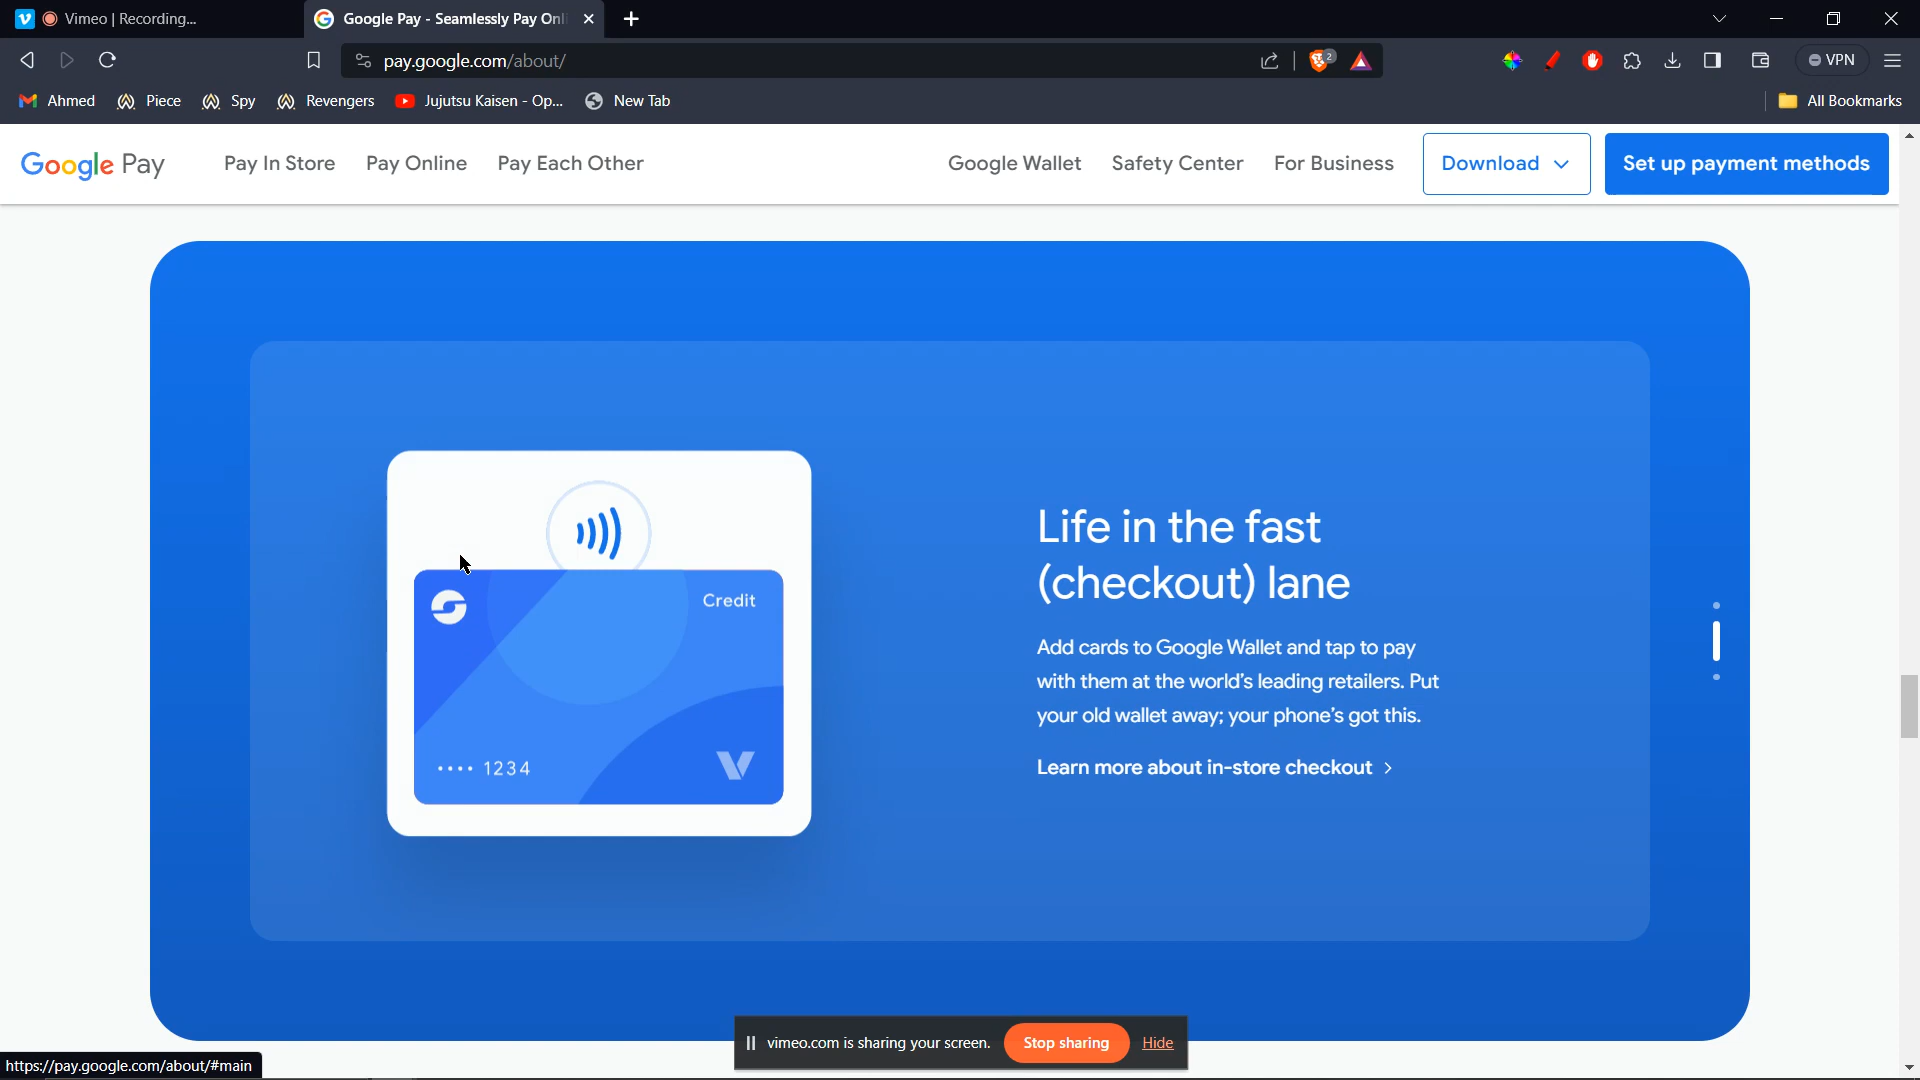 Vimeo | Recording...
Google Pay - Seamlessly Pay Onl
pay.google.com/about/
2
VPN
Ahmed
Piece
Spy
Revengers
Jujutsu Kaisen - Op...
New Tab
All Bookmarks
Google Pay
Pay In Store
Pay Online
Pay Each Other
Google Wallet
Safety Center
For Business
Download
Set up payment methods
Credit
•••• 1234
Life in the fast
(checkout) lane
Add cards to Google Wallet and tap to pay
with them at the world's leading retailers. Put
your old wallet away; your phone's got this.
Learn more about in-store checkout
vimeo.com is sharing your screen.
Stop sharing
Hide
https://pay.google.com/about/#main